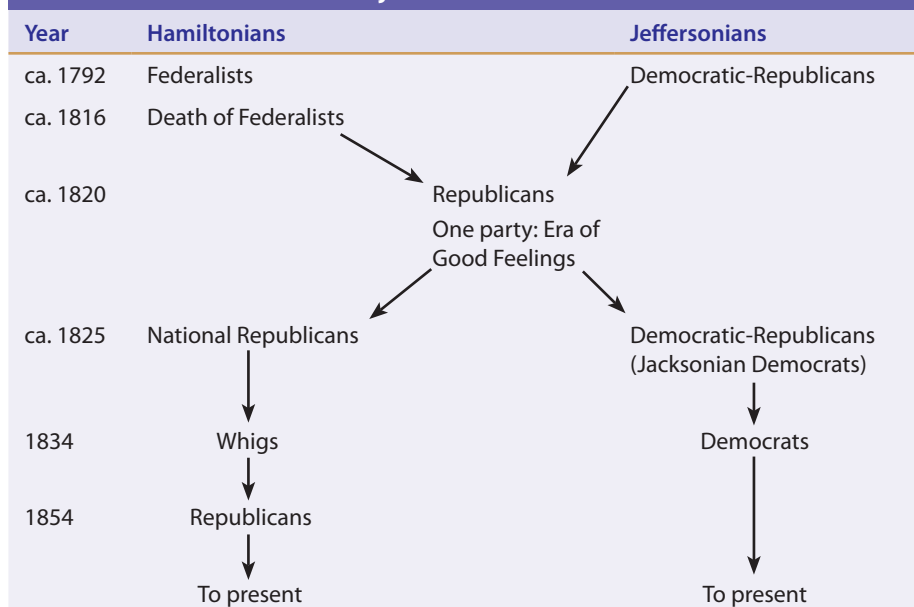 Year Hamiltonians Jeffersonians
ca. 1792 Federalists Democratic-Republicans
ca. 1816 Death of Federalists
ca. 1820 Republicans
One party: Era of
Good Feelings
ca. 1825 National Republicans Democratic-Republicans
(Jacksonian Democrats)
1834 Whigs Democrats
1854 Republicans
To present To present